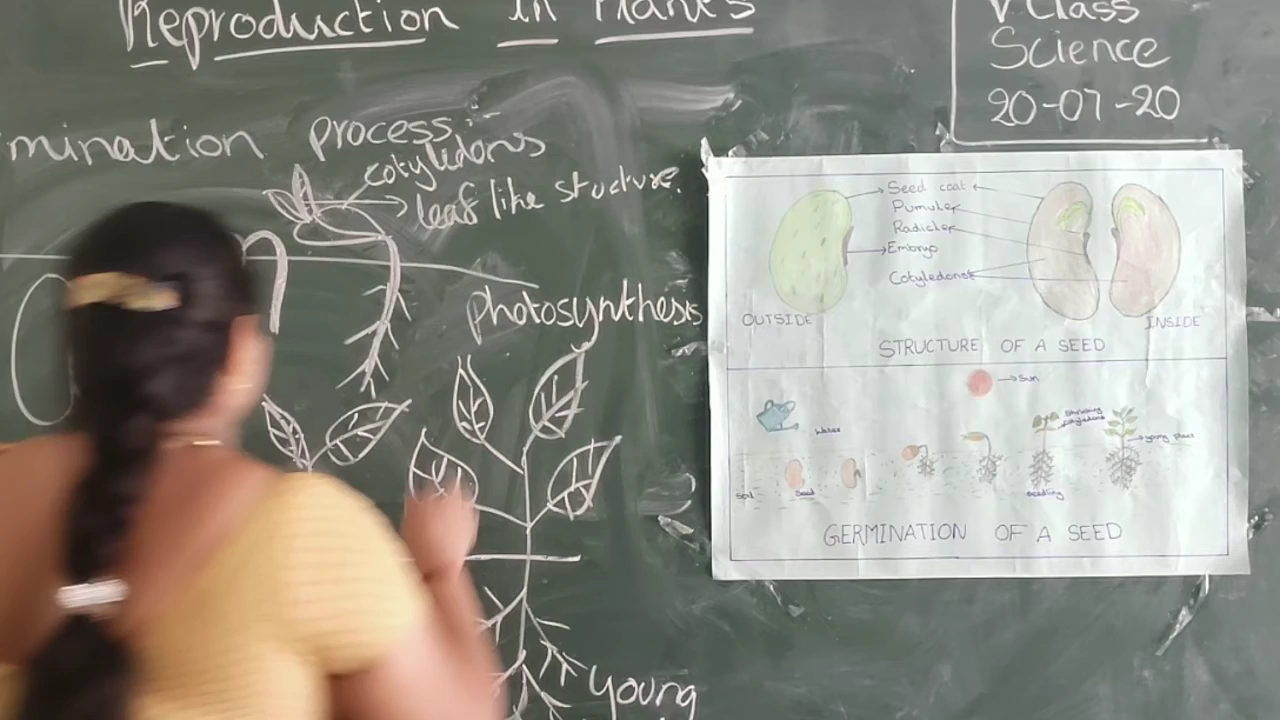 Reproduction in Plants
V Class
Science
20-07-20
mination process:-
cotyledons
leaf like structure.
photosynthesis
Young
Seed coat
Pumule
Radicle
Embryo
Cotyledons
OUTSIDE
INSIDE
STRUCTURE OF A SEED
Sun
Water
Shrinking
cotyledons
young plant
Soil
Seed
seedling
GERMINATION OF A SEED